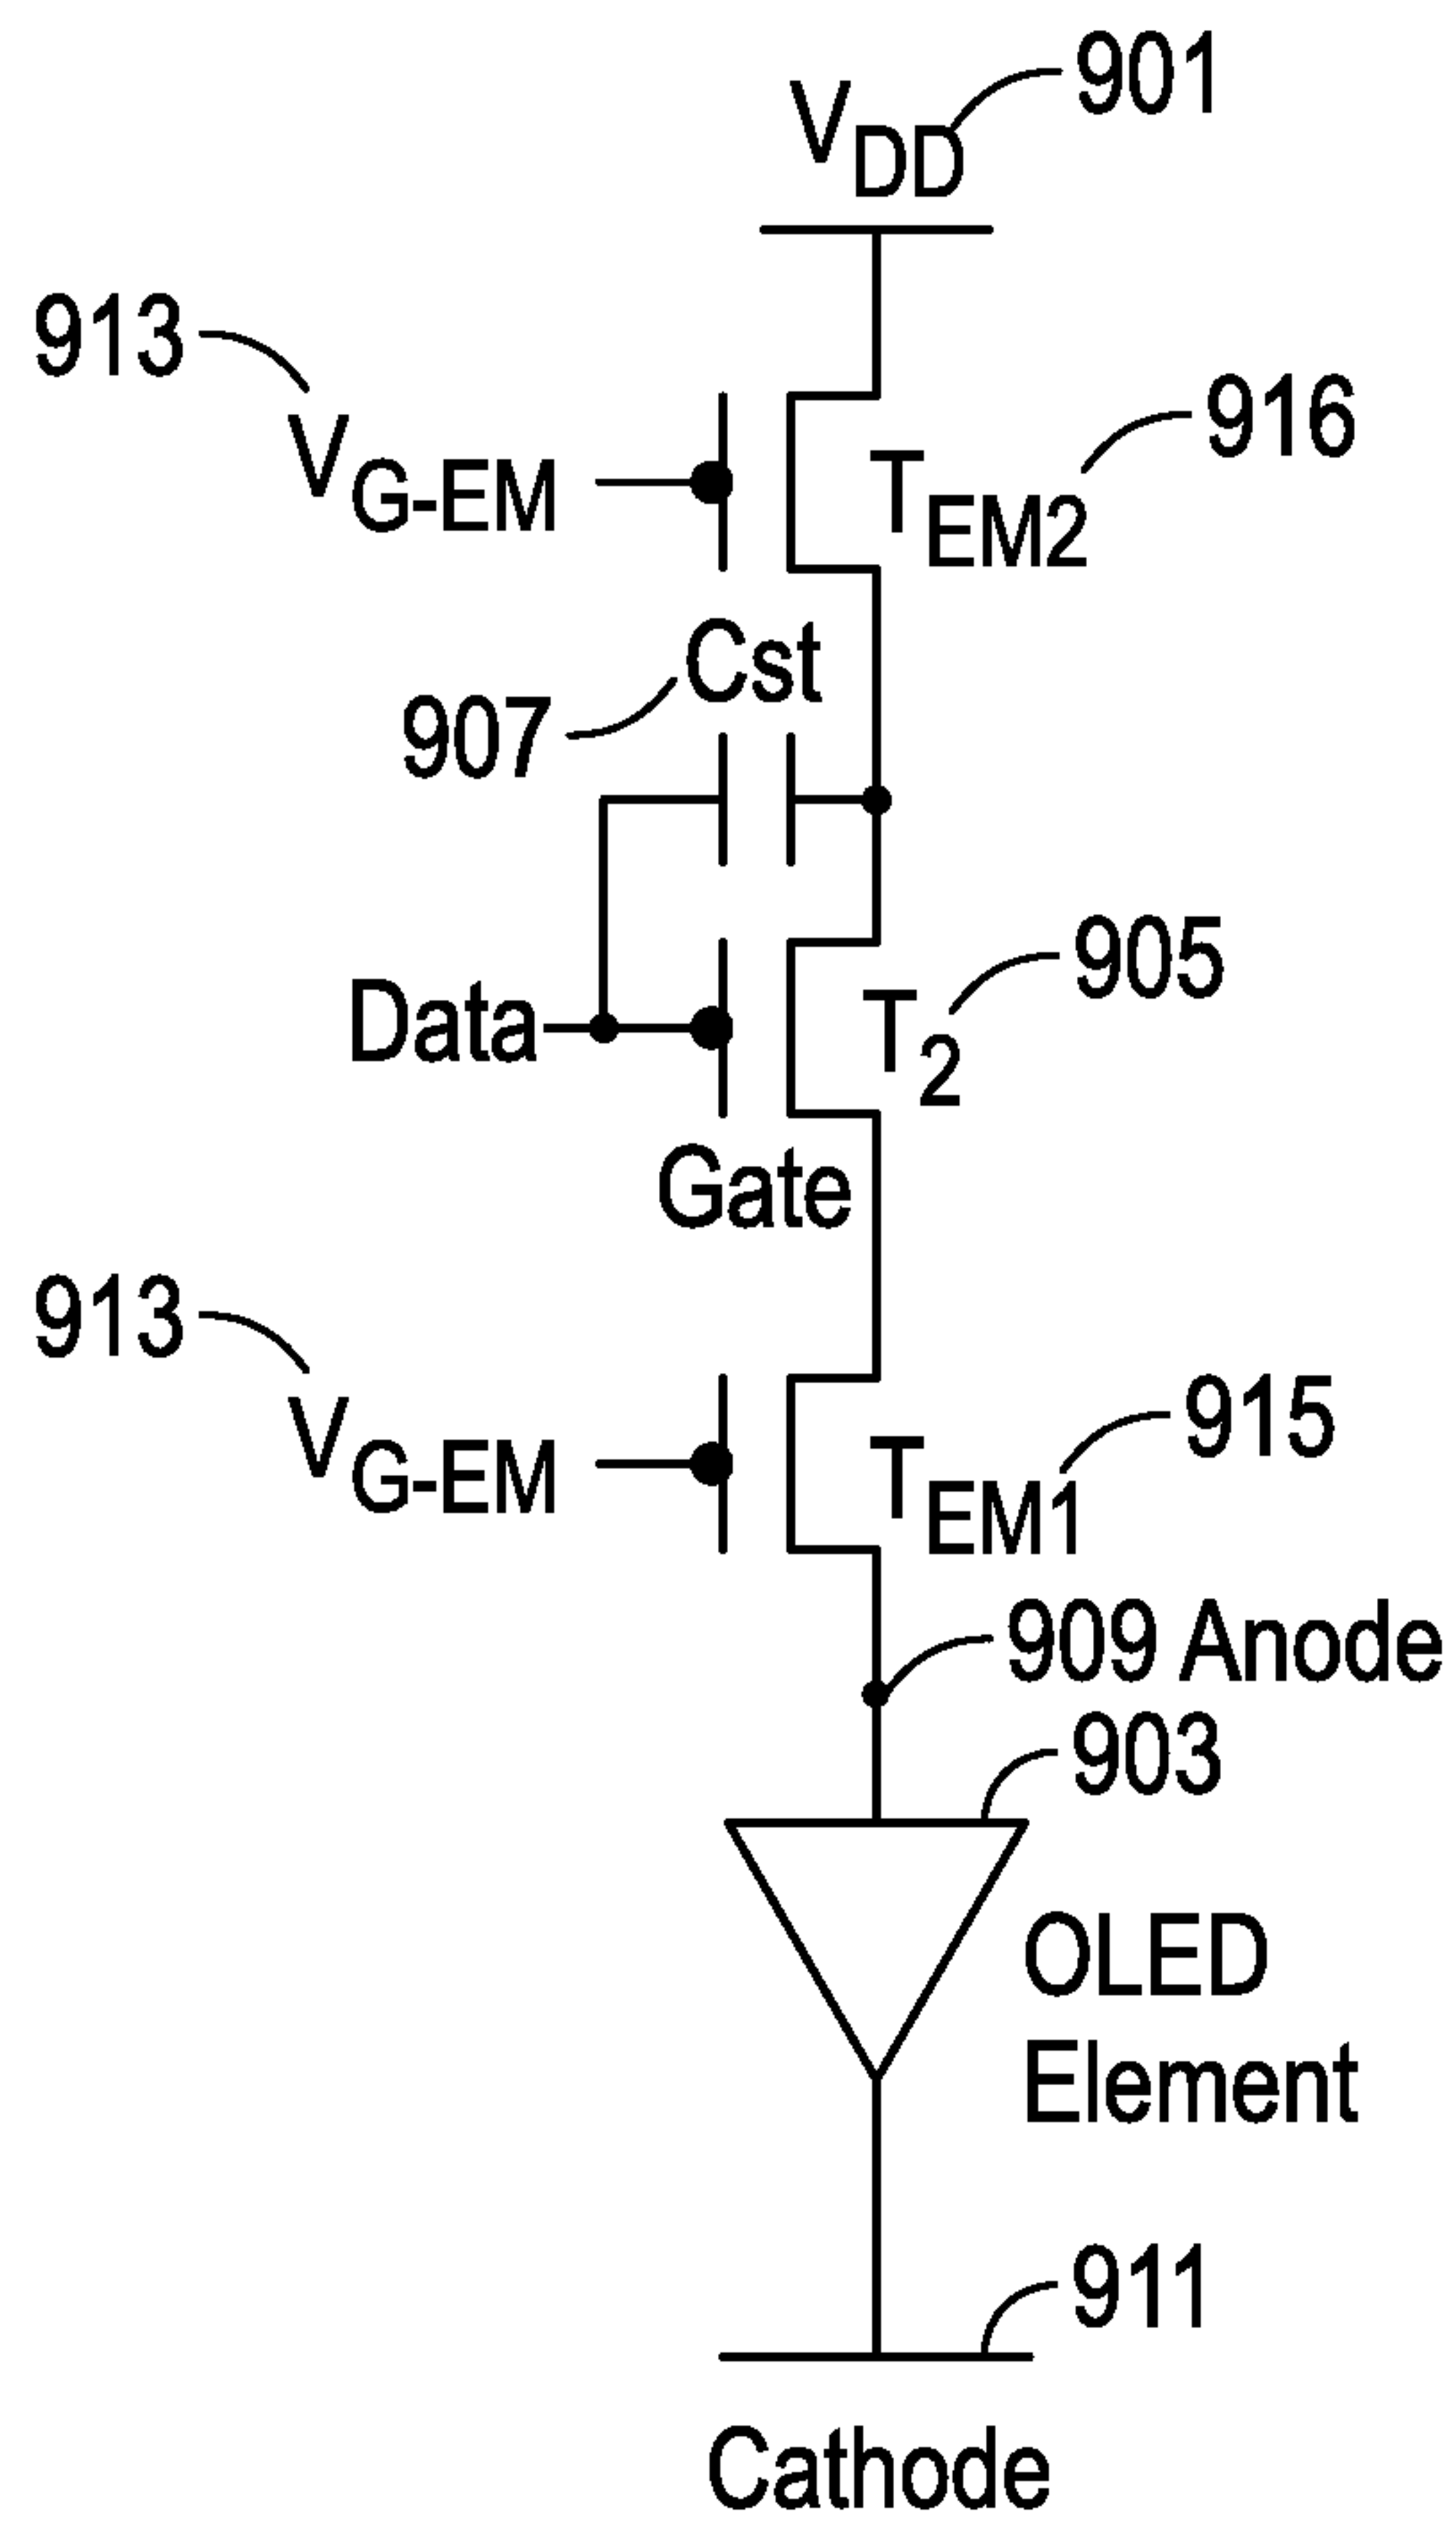 901
VDD
913
VG-EM
916
TEM2
Cst
907
905
Data
T2
Gate
913
VG-EM
915
TEM1
909 Anode
903
OLED
Element
911
Cathode